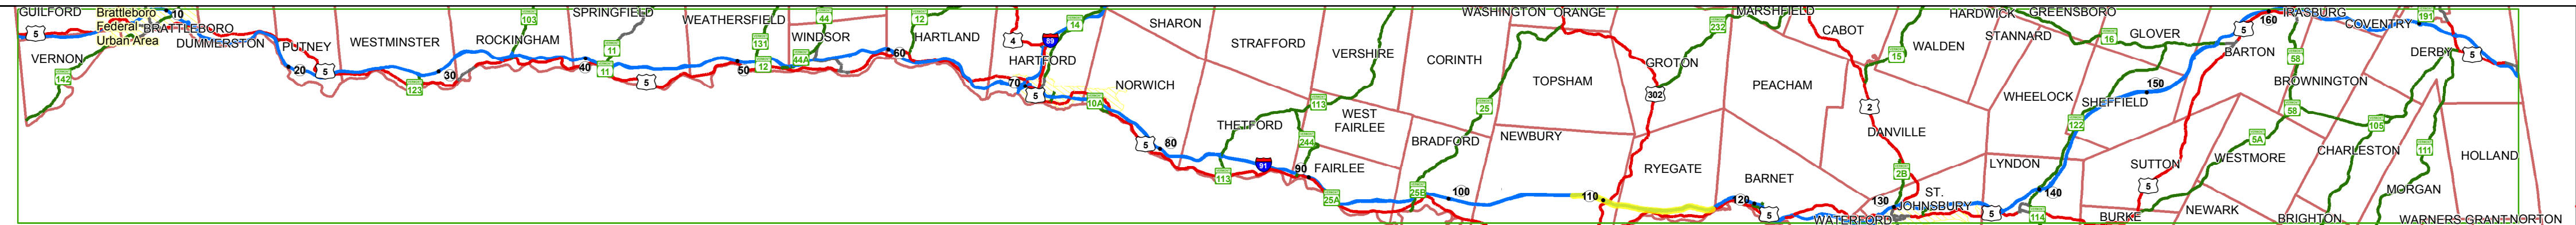 GUILFORD
Brattleboro
Federal
Urban Area
10
BRATTLEBORO
5
VERNON
142
DUMMERSTON
PUTNEY
20
5
WESTMINSTER
123
30
ROCKINGHAM
103
SPRINGFIELD
11
40
11
5
WEATHERSFIELD
131
50
12
44
WINDSOR
44A
60
12
HARTLAND
4
89
14
HARTFORD
70
5
10A
NORWICH
SHARON
5
80
STRAFFORD
THETFORD
113
91
VERSHIRE
113
244
90
FAIRLEE
WEST
FAIRLEE
25A
CORINTH
BRADFORD
25B
25
100
WASHINGTON
ORANGE
TOPSHAM
NEWBURY
110
GROTON
302
RYEGATE
232
MARSHFIELD
PEACHAM
BARNET
120
5
CABOT
2
DANVILLE
15
WALDEN
2B
130
WATERFORD
ST.
JOHNSBURY
HARDWICK
STANNARD
GREENSBORO
16
GLOVER
WHEELOCK
122
SHEFFIELD
LYNDON
5
140
114
150
160
5
BARTON
SUTTON
5
BURKE
IRASBURG
58
BROWNINGTON
58
5A
WESTMORE
NEWARK
COVENTRY
191
DERBY
5
105
CHARLESTON
111
BRIGHTON
MORGAN
HOLLAND
WARNERS GRANT
NORTON